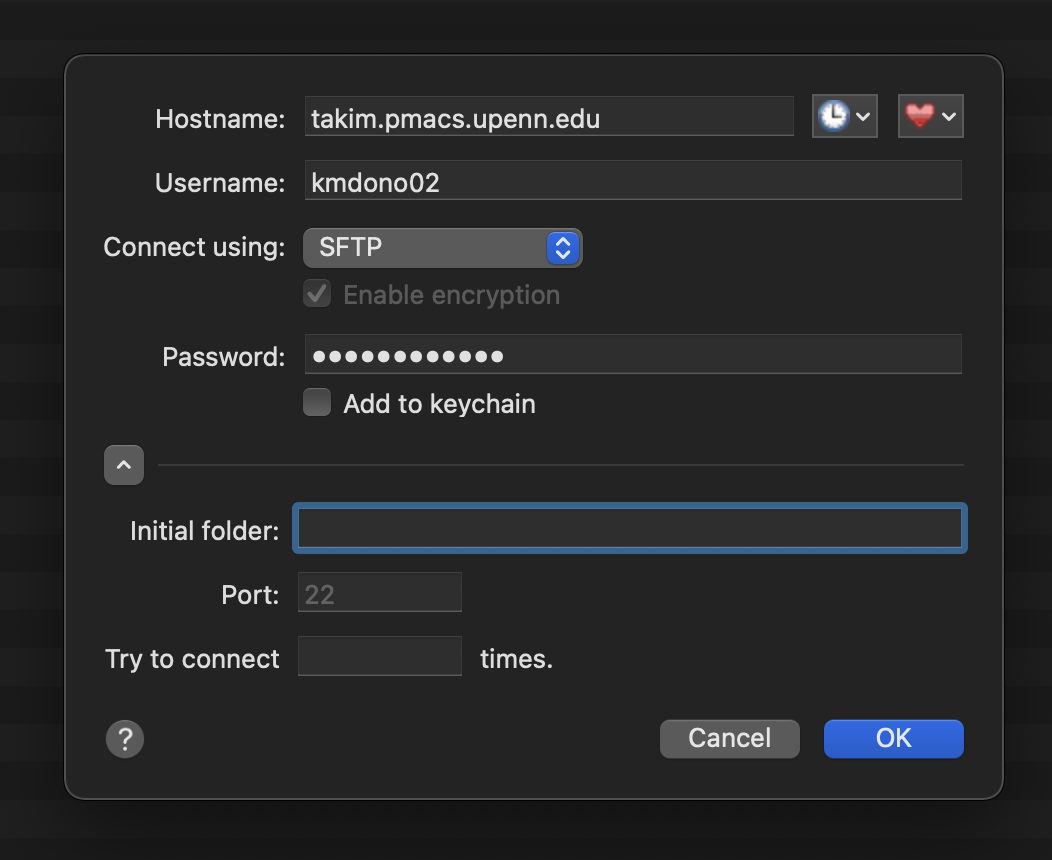 Hostname: takim.pmacs.upenn.edu
Username: kmdono02
Connect using: SFTP
Enable encryption
Password: ●●●●●●●●●●●●
Add to keychain
Initial folder:
Port: 22
Try to connect times.
? Cancel OK